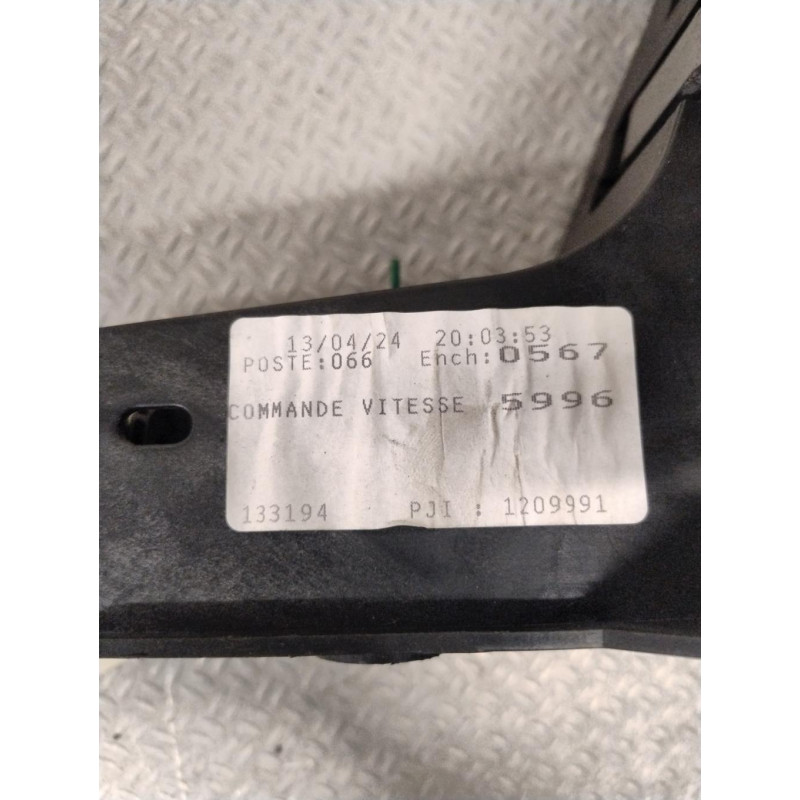 13/04/24 20:03:53
POSTE:066 Ench:0567
COMMANDE VITESSE 5996
133194 PJI : 1209991